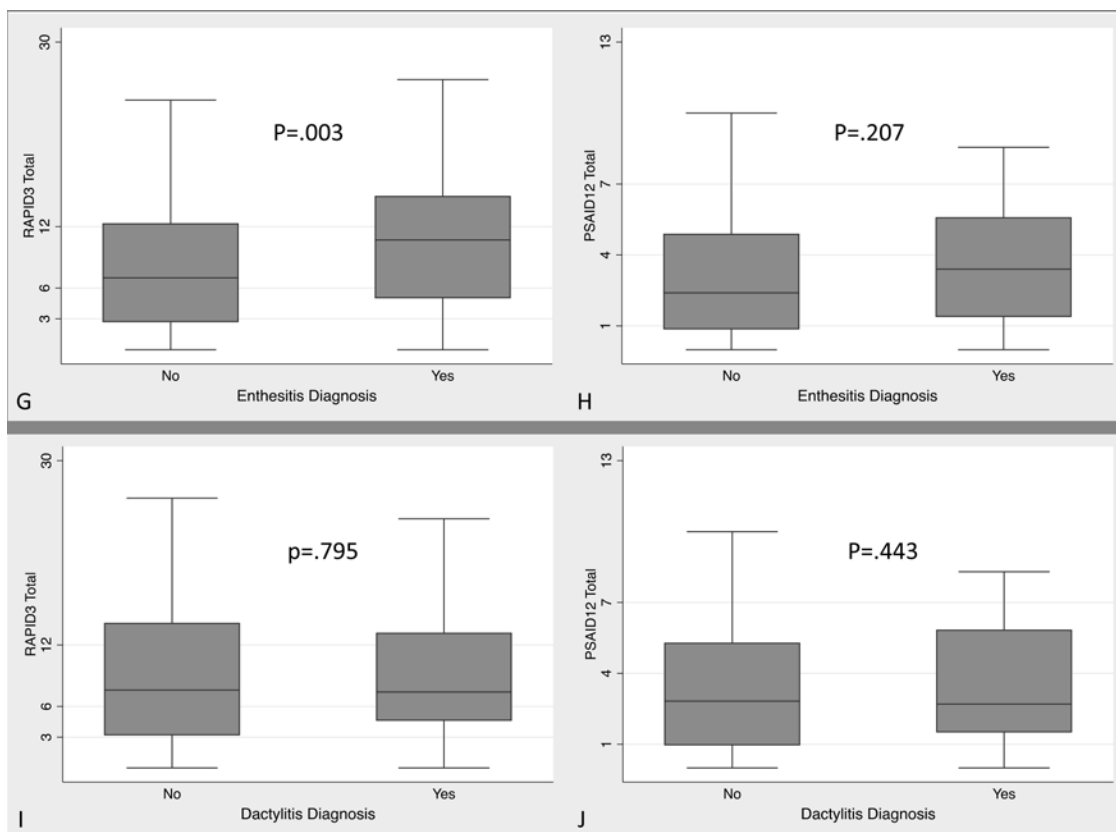 30
12
6
3
RAPID3 Total
P=.003
No
Yes
Enthesitis Diagnosis
G
13
7
4
1
PSAID12 Total
P=.207
No
Yes
Enthesitis Diagnosis
H
30
12
6
3
RAPID3 Total
p=.795
No
Yes
Dactylitis Diagnosis
I
13
7
4
1
PSAID12 Total
P=.443
No
Yes
Dactylitis Diagnosis
J